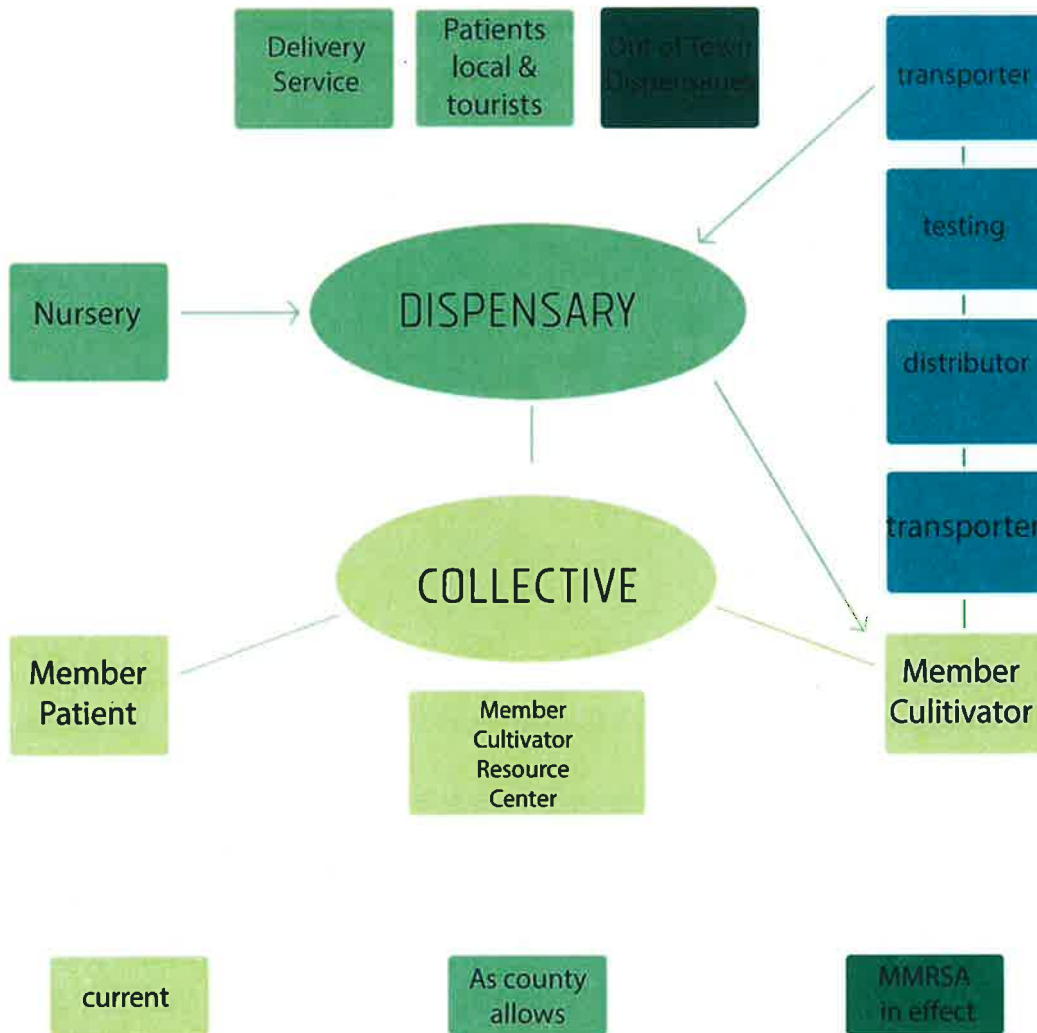 Delivery
Service
Patients
local &
tourists
Out of Town
Dispensaries
transporter
testing
Nursery
DISPENSARY
distributor
transporter
COLLECTIVE
Member
Patient
Member
Cultivator
Resource
Center
Member
Culitivator
current
As county
allows
MMRSA
in effect